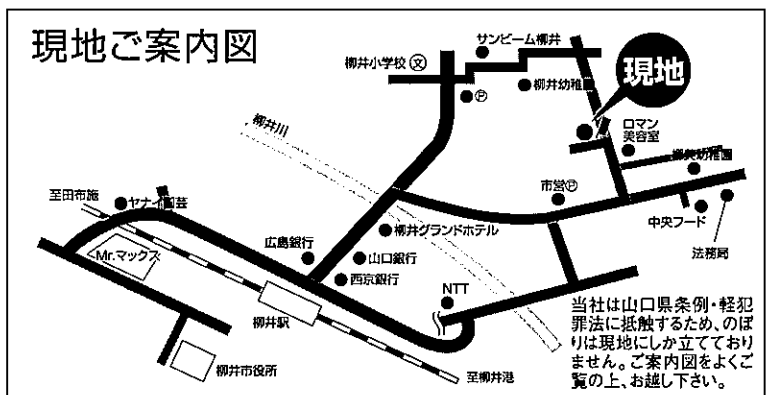 現地ご案内図
サンビーム柳井
柳井小学校 文
現地
P
柳井幼稚園
柳井川
ロマン
美容室
柳美幼稚園
至田布施
ヤナイ園芸
市営P
中央フード
法務局
柳井グランドホテル
広島銀行
山口銀行
西京銀行
Mr.マックス
NTT
柳井駅
柳井市役所
至柳井港
当社は山口県条例・軽犯
罪法に抵触するため、のぼ
りは現地にしか立てており
ません。ご案内図をよくご
覧の上、お越し下さい。